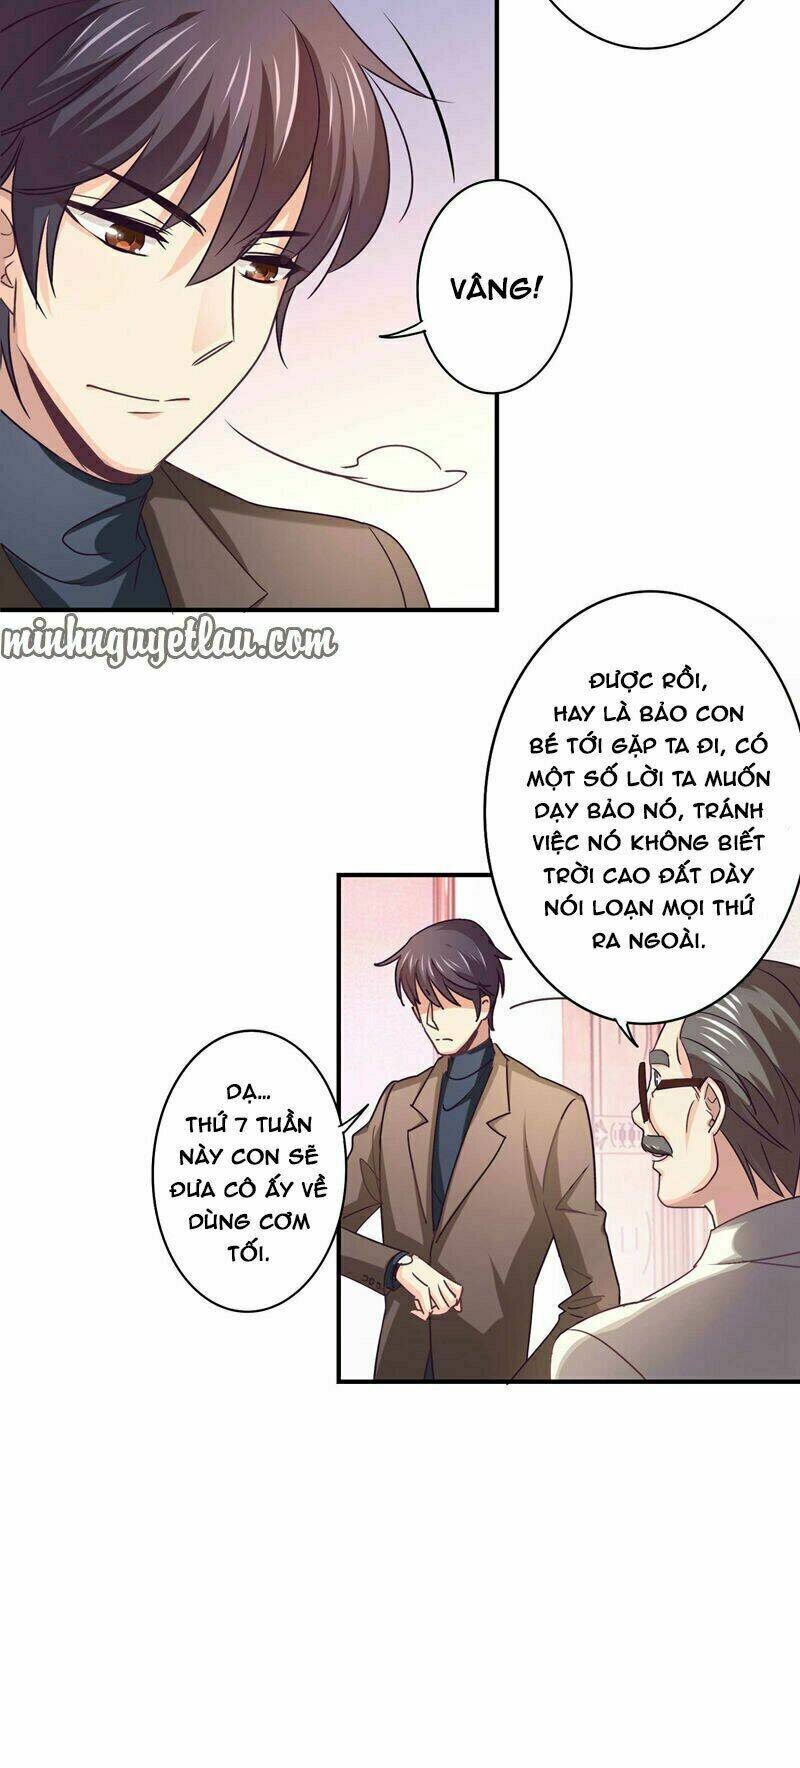 VÂNG!
minhnguyetlau.com
ĐƯỢC RỒI,
HAY LÀ BẢO CON
BÉ TỚI GẶP TA ĐI, CÓ
MỘT SỐ LỜI TA MUỐN
DẠY BẢO NÓ, TRÁNH
VIỆC NÓ KHÔNG BIẾT
TRỜI CAO ĐẤT DÀY
NÓI LOẠN MỌI THỨ
RA NGOÀI.
DẠ...
THỨ 7 TUẦN
NÀY CON SẼ
ĐƯA CÔ ẤY VỀ
DÙNG CƠM
TỐI.